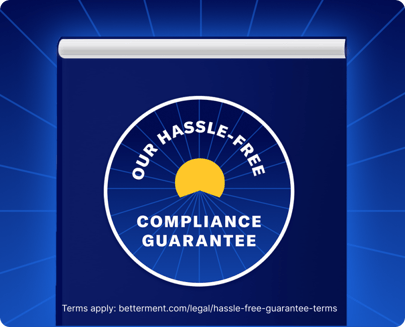 OUR HASSLE-FREE
COMPLIANCE
GUARANTEE
Terms apply: betterment.com/legal/hassle-free-guarantee-terms